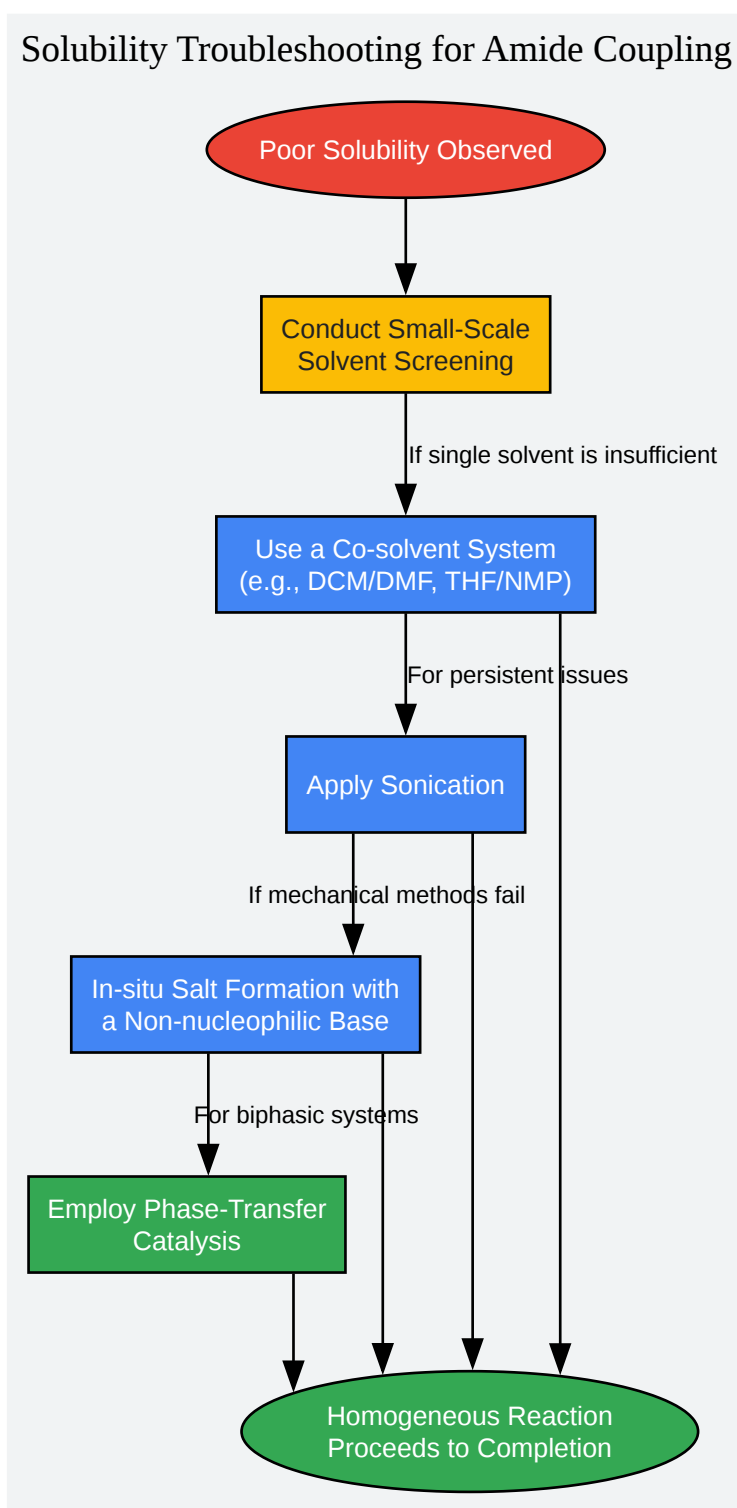 Solubility Troubleshooting for Amide Coupling
Poor Solubility Observed
Conduct Small-Scale
Solvent Screening
If single solvent is insufficient
Use a Co-solvent System
(e.g., DCM/DMF, THF/NMP)
For persistent issues
Apply Sonication
If mechanical methods fail
In-situ Salt Formation with
a Non-nucleophilic Base
For biphasic systems
Employ Phase-Transfer
Catalysis
Homogeneous Reaction
Proceeds to Completion